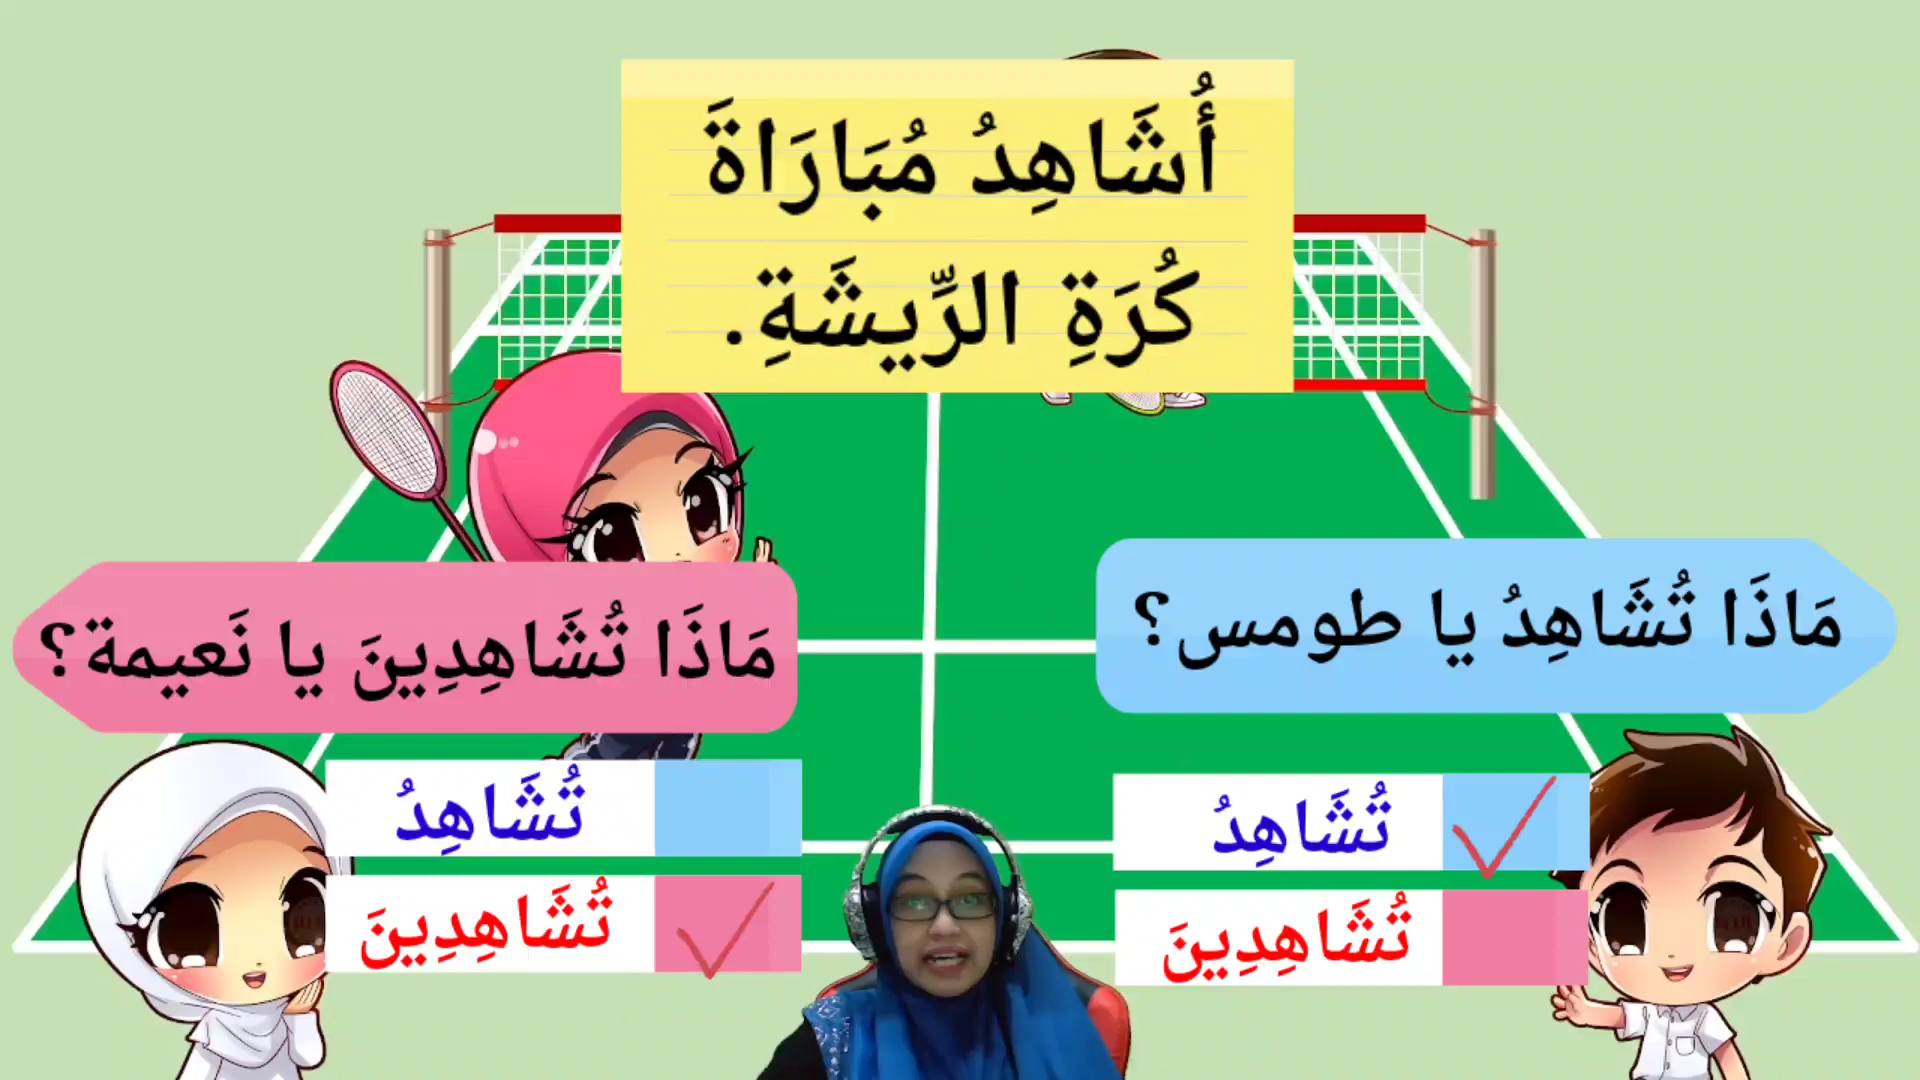 أُشَاهِدُ مُبَارَاةَ
كُرَةِ الرِّيشَةِ.
مَاذَا تُشَاهِدُ يا طومس؟
تُشَاهِدُ
تُشَاهِدِينَ
مَاذَا تُشَاهِدِينَ يا نَعيمة؟
تُشَاهِدُ
تُشَاهِدِينَ